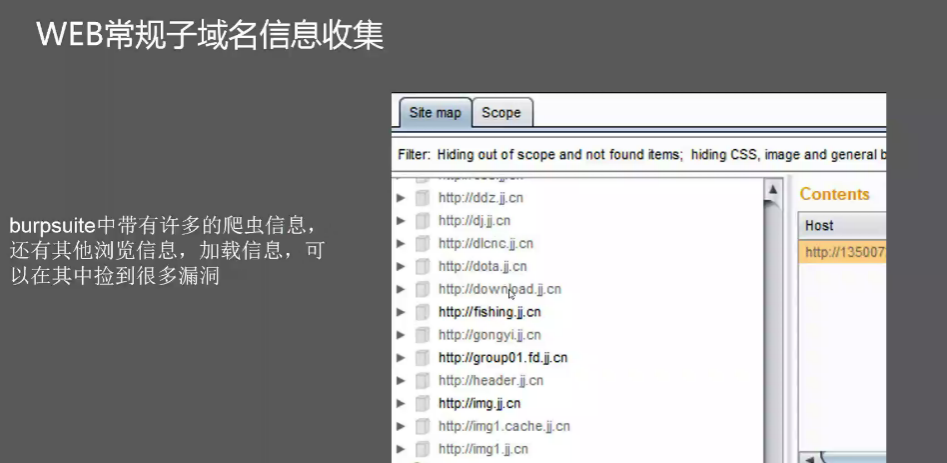 WEB常规子域名信息收集
burpsuite中带有许多的爬虫信息，
还有其他浏览信息，加载信息，可
以在其中捡到很多漏洞
Site map
Scope
Filter: Hiding out of scope and not found items; hiding CSS, image and general b
http://ddz.jj.cn
http://dj.jj.cn
http://dlcnc.jj.cn
http://dota.jj.cn
http://download.jj.cn
http://fishing.jj.cn
http://gongyi.jj.cn
http://group01.fd.jj.cn
http://header.jj.cn
http://img.jj.cn
http://img1.cache.jj.cn
http://img1.jj.cn
Contents
Host
http://135007